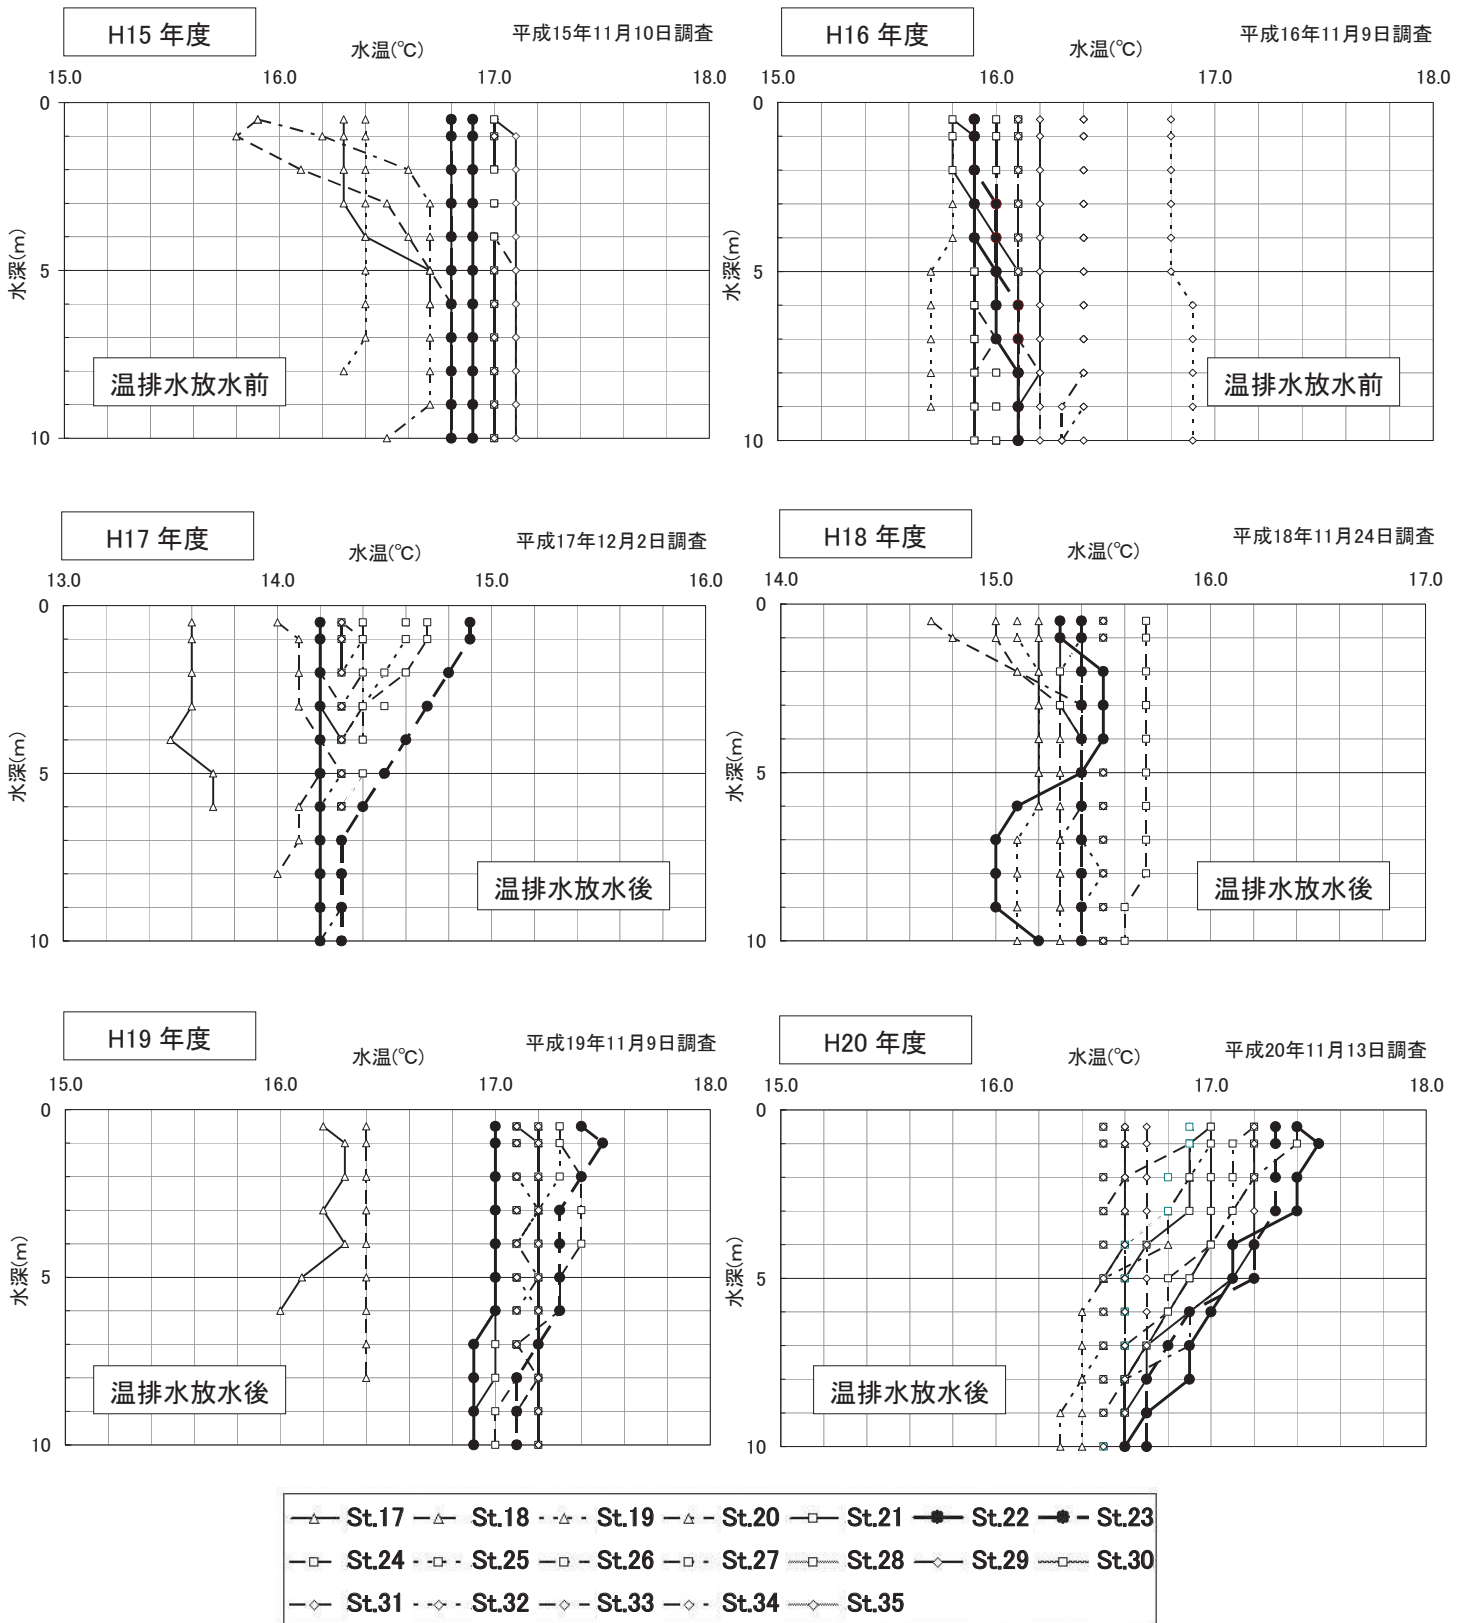 H15 年度
水温(℃)
平成15年11月10日調査
15.0 16.0 17.0 18.0
0
5
10
水深(m)
温排水放水前
H16 年度
水温(℃)
平成16年11月9日調査
15.0 16.0 17.0 18.0
0
5
10
水深(m)
温排水放水前
H17 年度
水温(℃)
平成17年12月2日調査
13.0 14.0 15.0 16.0
0
5
10
水深(m)
温排水放水後
H18 年度
水温(℃)
平成18年11月24日調査
14.0 15.0 16.0 17.0
0
5
10
水深(m)
温排水放水後
H19 年度
水温(℃)
平成19年11月9日調査
15.0 16.0 17.0 18.0
0
5
10
水深(m)
温排水放水後
H20 年度
水温(℃)
平成20年11月13日調査
15.0 16.0 17.0 18.0
0
5
10
水深(m)
温排水放水後
St.17 St.18 St.19 St.20 St.21 St.22 St.23
St.24 St.25 St.26 St.27 St.28 St.29 St.30
St.31 St.32 St.33 St.34 St.35